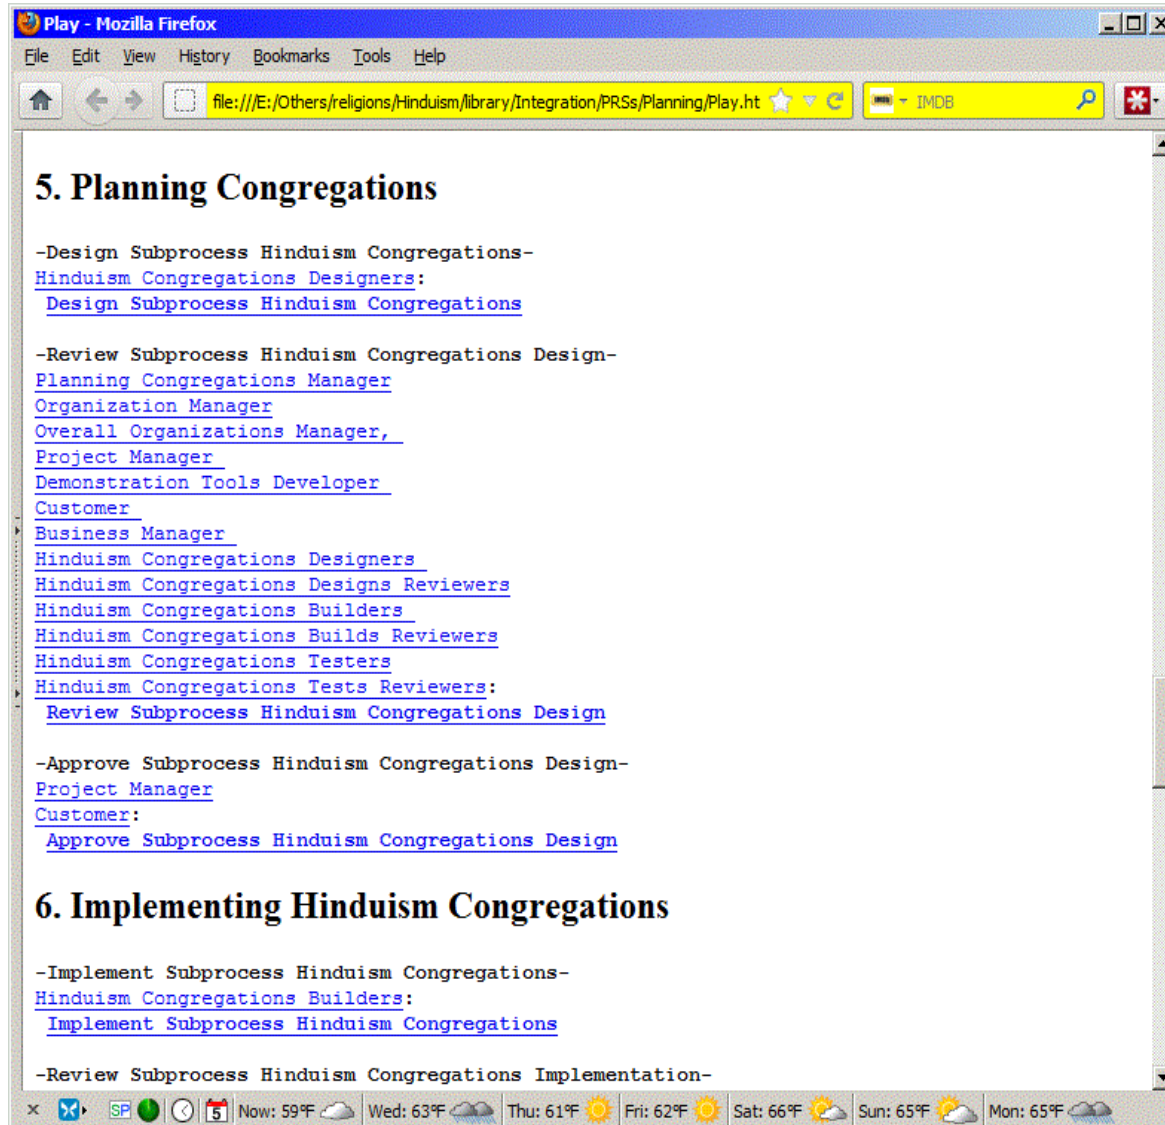 Play - Mozilla Firefox
File Edit View History Bookmarks Tools Help
file:///E:/Others/religions/Hinduism/library/Integration/PRSs/Planning/Play.ht IMDB
5. Planning Congregations
-Design Subprocess Hinduism Congregations-
Hinduism Congregations Designers:
Design Subprocess Hinduism Congregations
-Review Subprocess Hinduism Congregations Design-
Planning Congregations Manager
Organization Manager
Overall Organizations Manager,
Project Manager
Demonstration Tools Developer
Customer
Business Manager
Hinduism Congregations Designers
Hinduism Congregations Designs Reviewers
Hinduism Congregations Builders
Hinduism Congregations Builds Reviewers
Hinduism Congregations Testers
Hinduism Congregations Tests Reviewers:
Review Subprocess Hinduism Congregations Design
-Approve Subprocess Hinduism Congregations Design-
Project Manager
Customer:
Approve Subprocess Hinduism Congregations Design
6. Implementing Hinduism Congregations
-Implement Subprocess Hinduism Congregations-
Hinduism Congregations Builders:
Implement Subprocess Hinduism Congregations
-Review Subprocess Hinduism Congregations Implementation-
SP 5 Now: 59°F Wed: 63°F Thu: 61°F Fri: 62°F Sat: 66°F Sun: 65°F Mon: 65°F